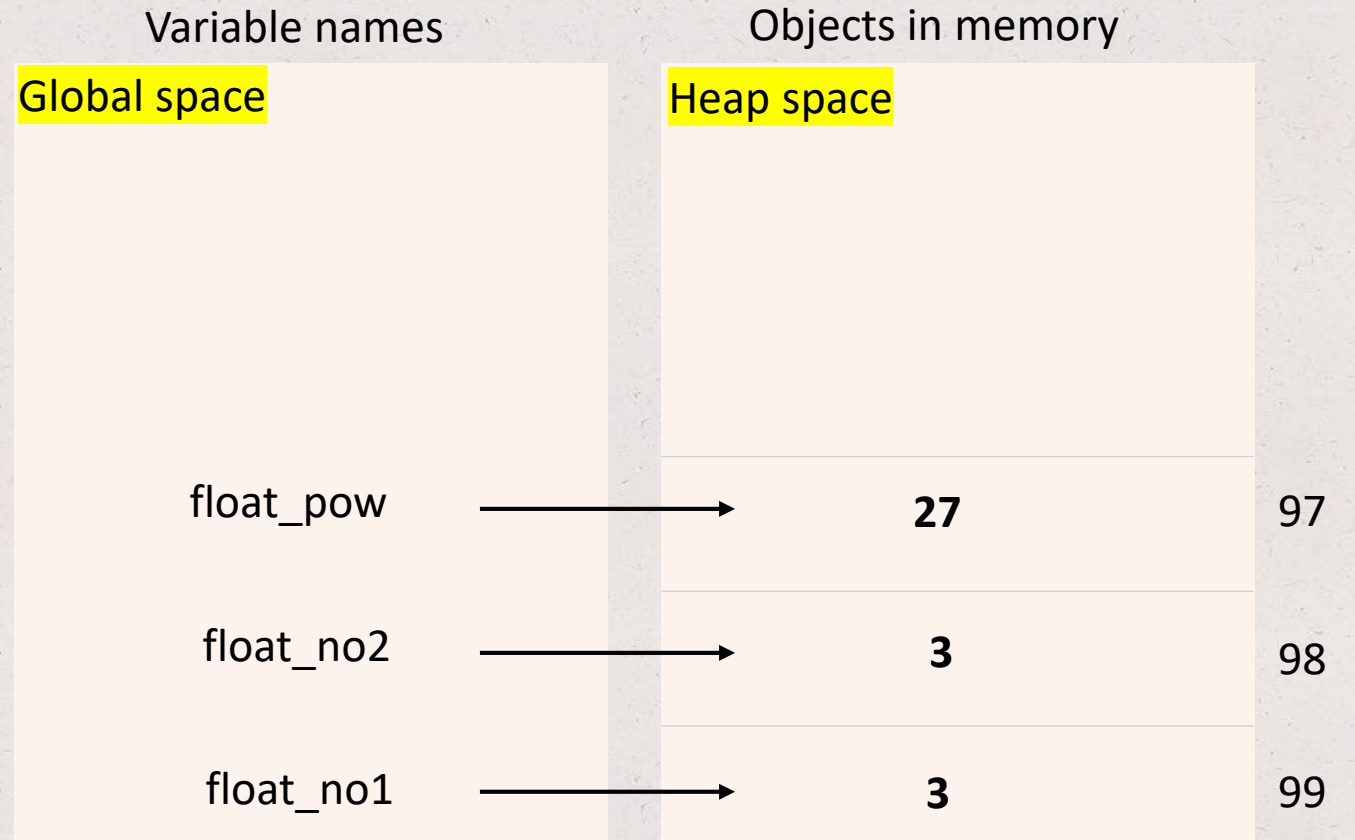 Variable names Objects in memory
Global space Heap space
float_pow 27 97
float_no2 3 98
float_no1 3 99